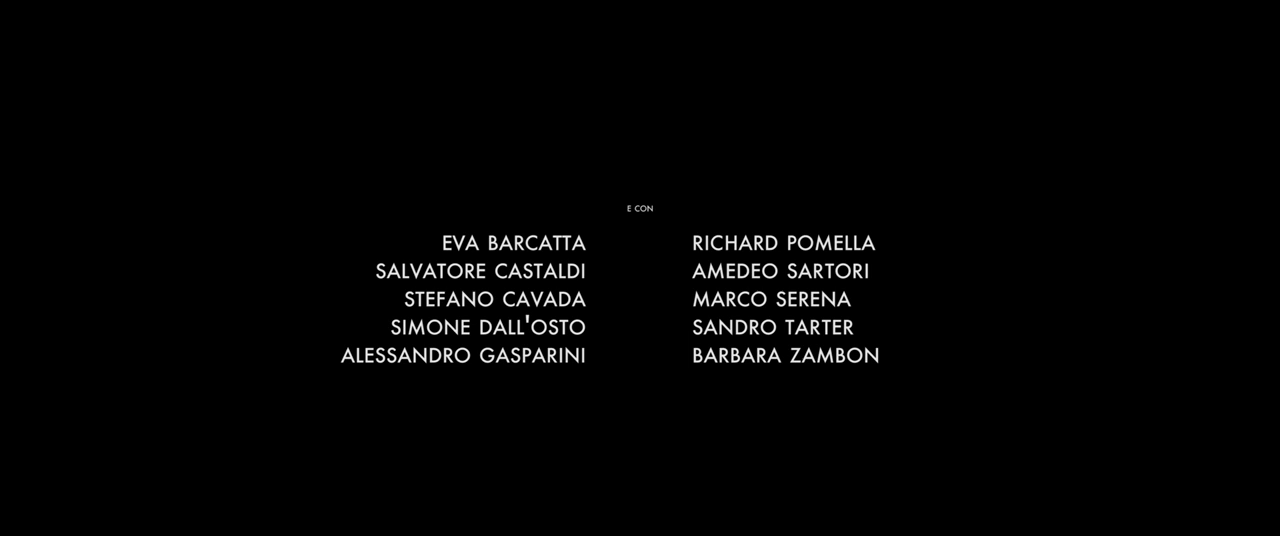 E CON
EVA BARCATTA
SALVATORE CASTALDI
STEFANO CAVADA
SIMONE DALL'OSTO
ALESSANDRO GASPARINI
RICHARD POMELLA
AMEDEO SARTORI
MARCO SERENA
SANDRO TARTER
BARBARA ZAMBON